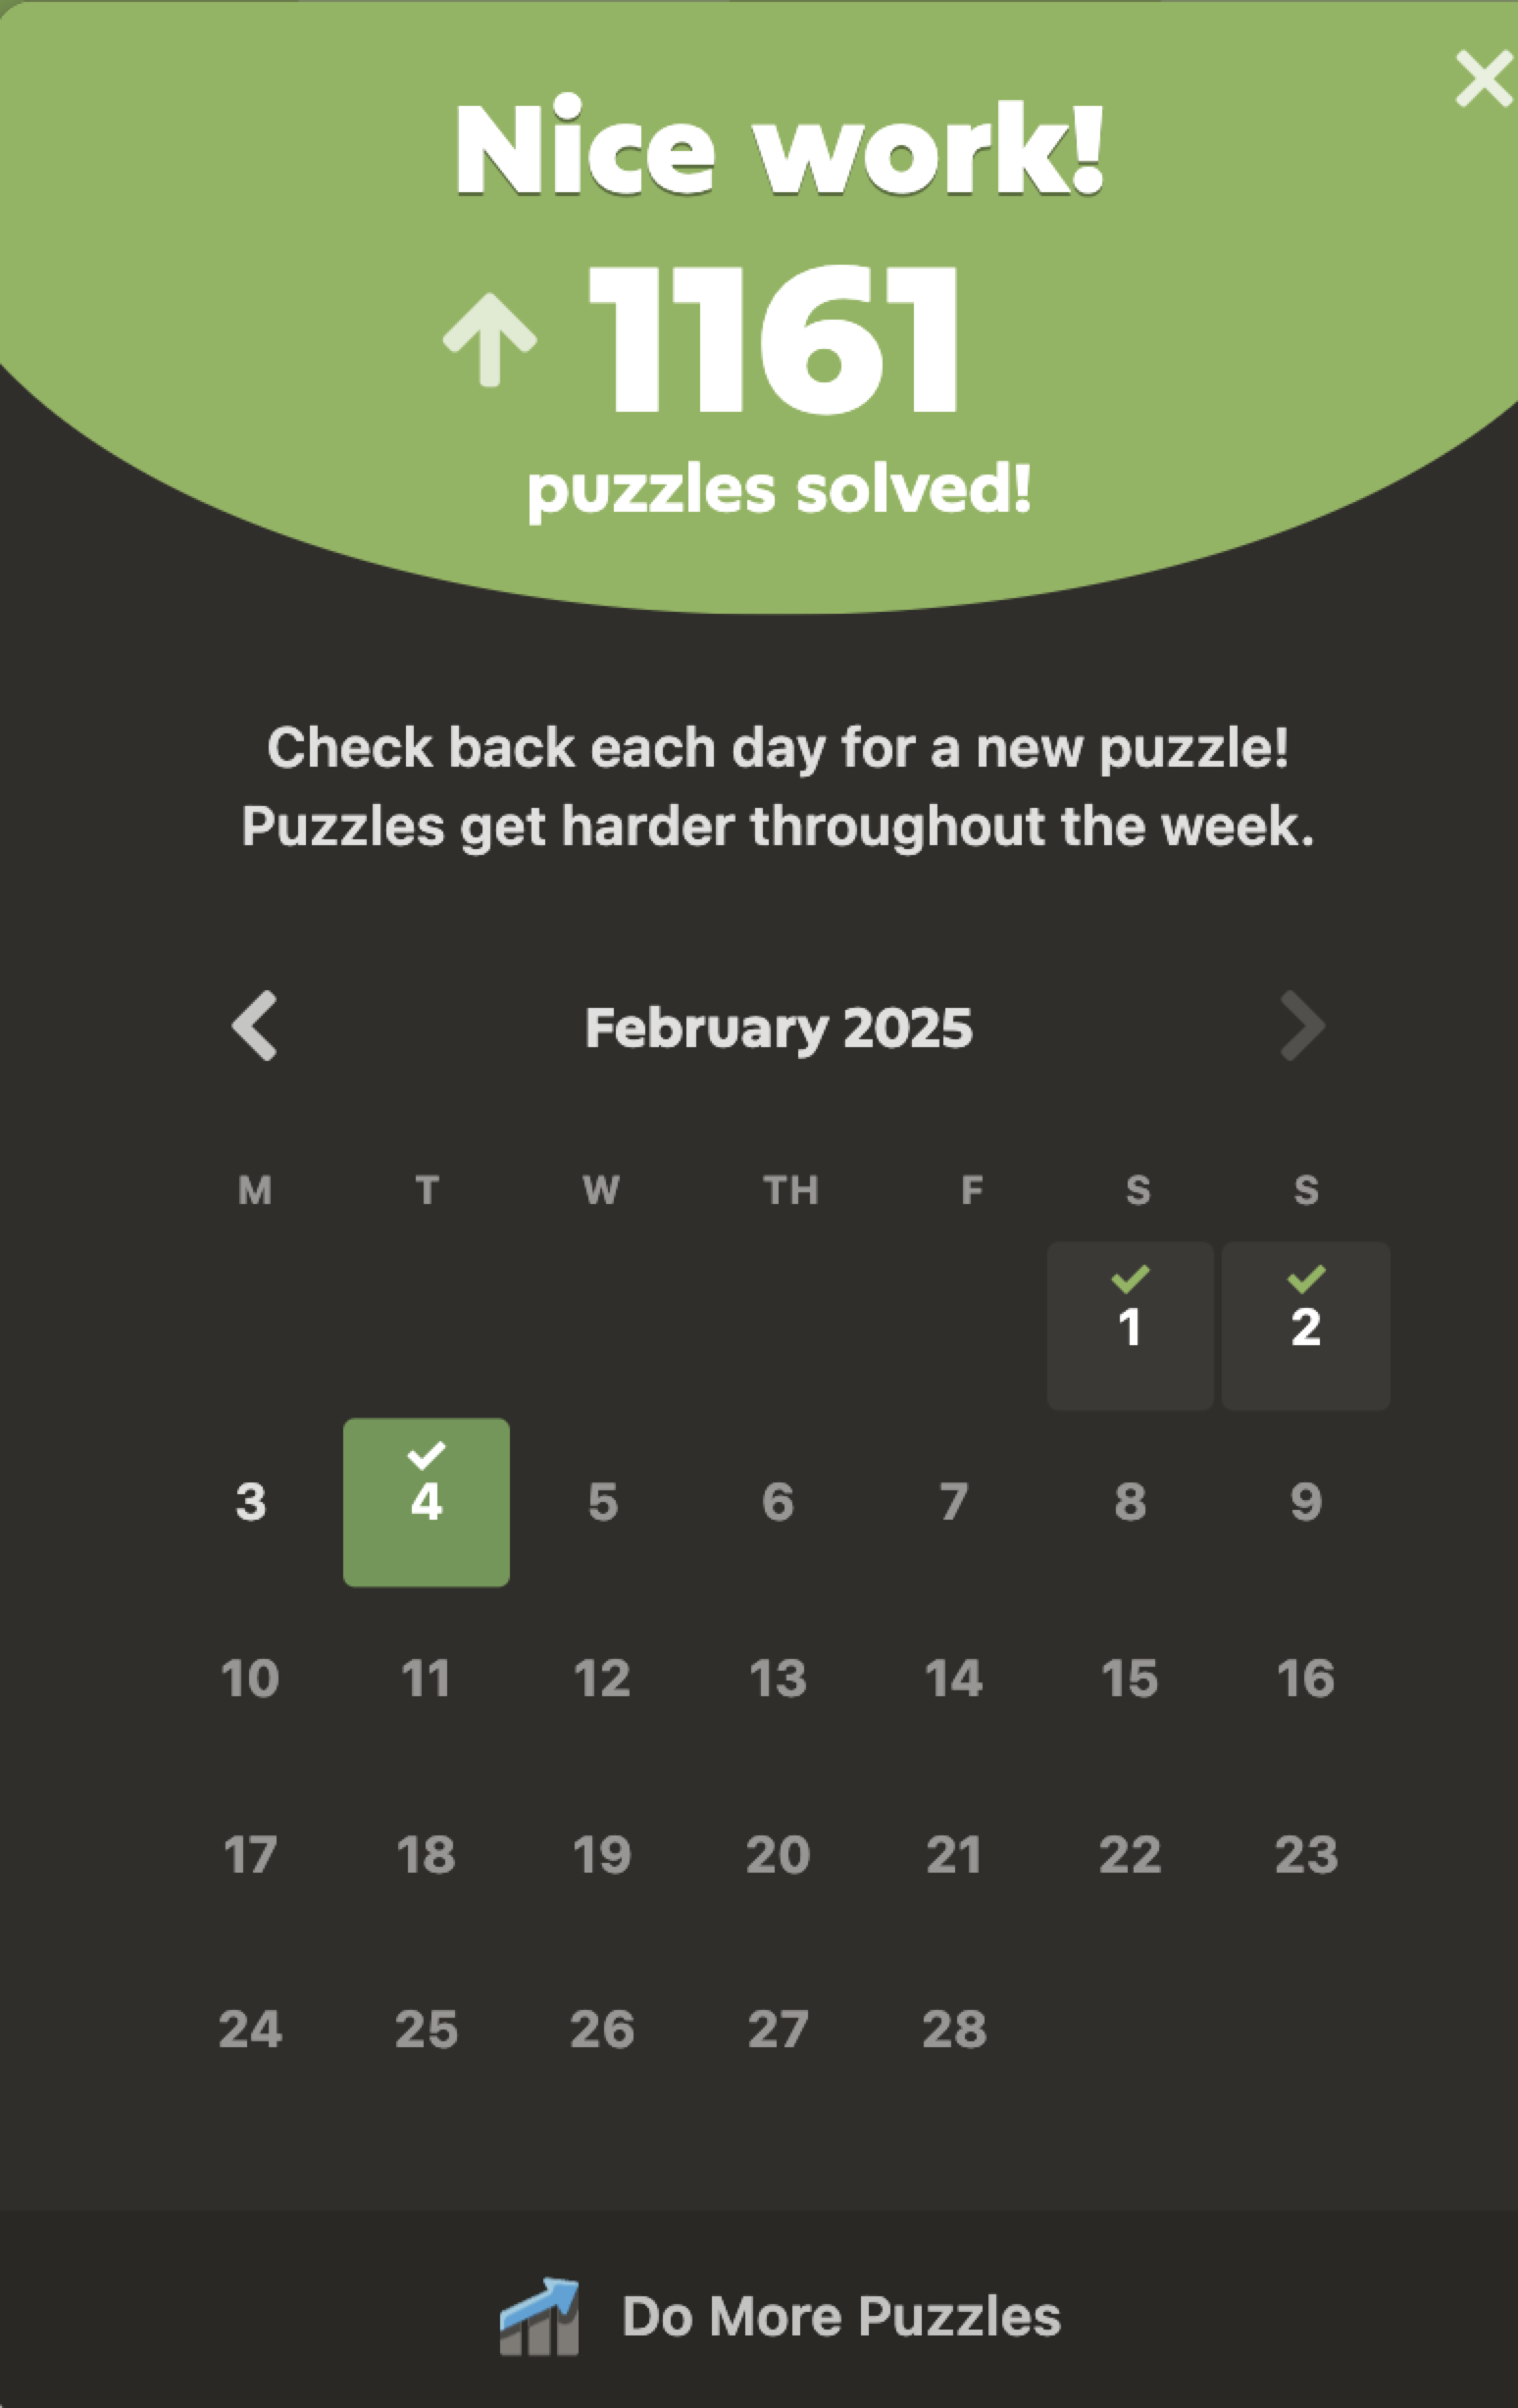 Nice work!
1161
puzzles solved!
Check back each day for a new puzzle!
Puzzles get harder throughout the week.
February 2025
M T W TH F S S
1 2
3 4 5 6 7 8 9
10 11 12 13 14 15 16
17 18 19 20 21 22 23
24 25 26 27 28
Do More Puzzles